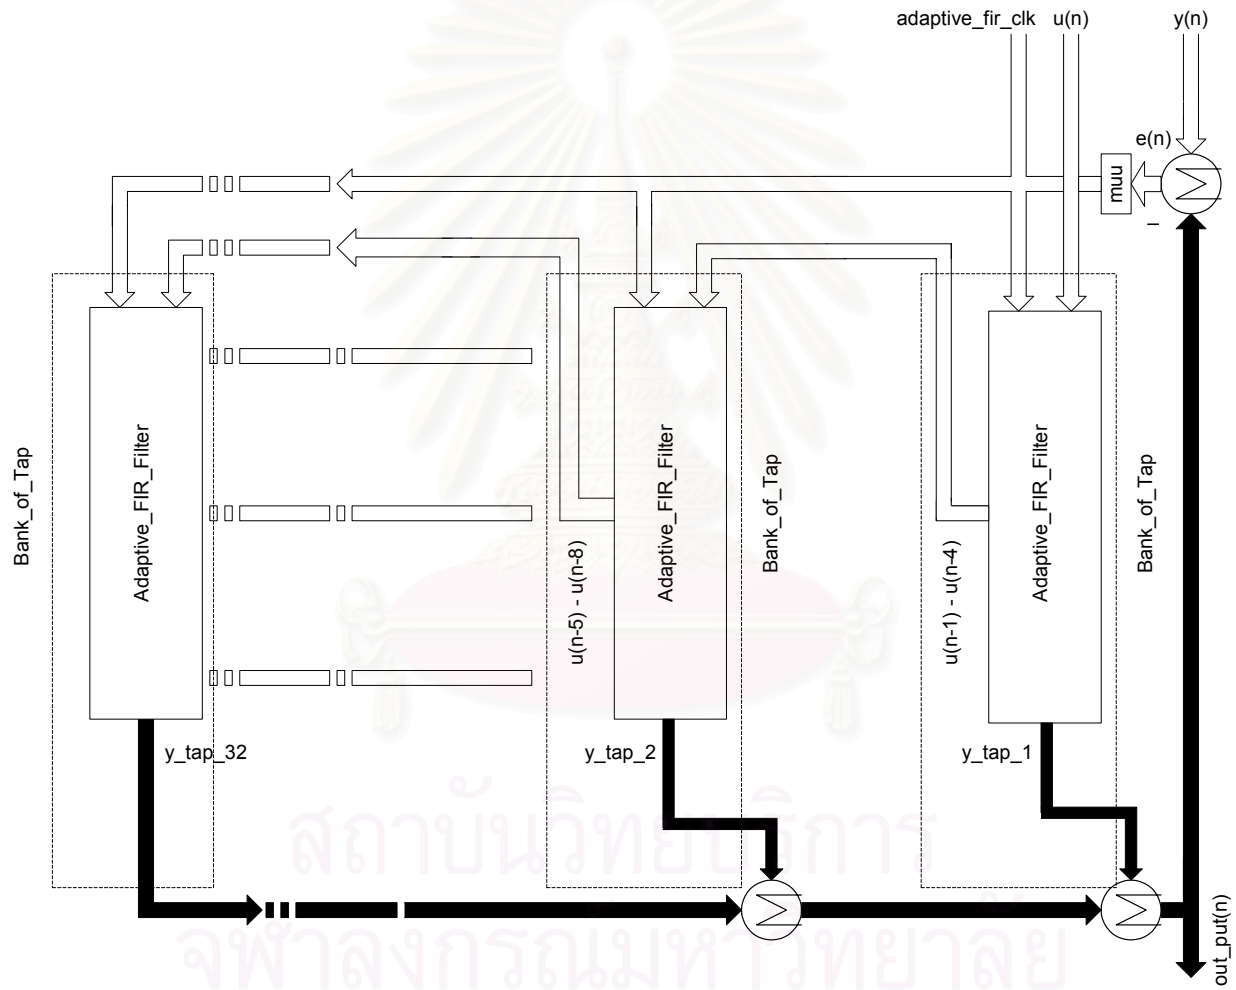 adaptive_fir_clk
u(n)
y(n)
e(n)
muu
Σ
–
Bank_of_Tap
Adaptive_FIR_Filter
u(n-5) - u(n-8)
Adaptive_FIR_Filter
Bank_of_Tap
u(n-1) - u(n-4)
Adaptive_FIR_Filter
Bank_of_Tap
y_tap_32
y_tap_2
y_tap_1
Σ
Σ
out_put(n)
สถาบันวิทยบริการ
จุฬาลงกรณ์มหาวิทยาลัย